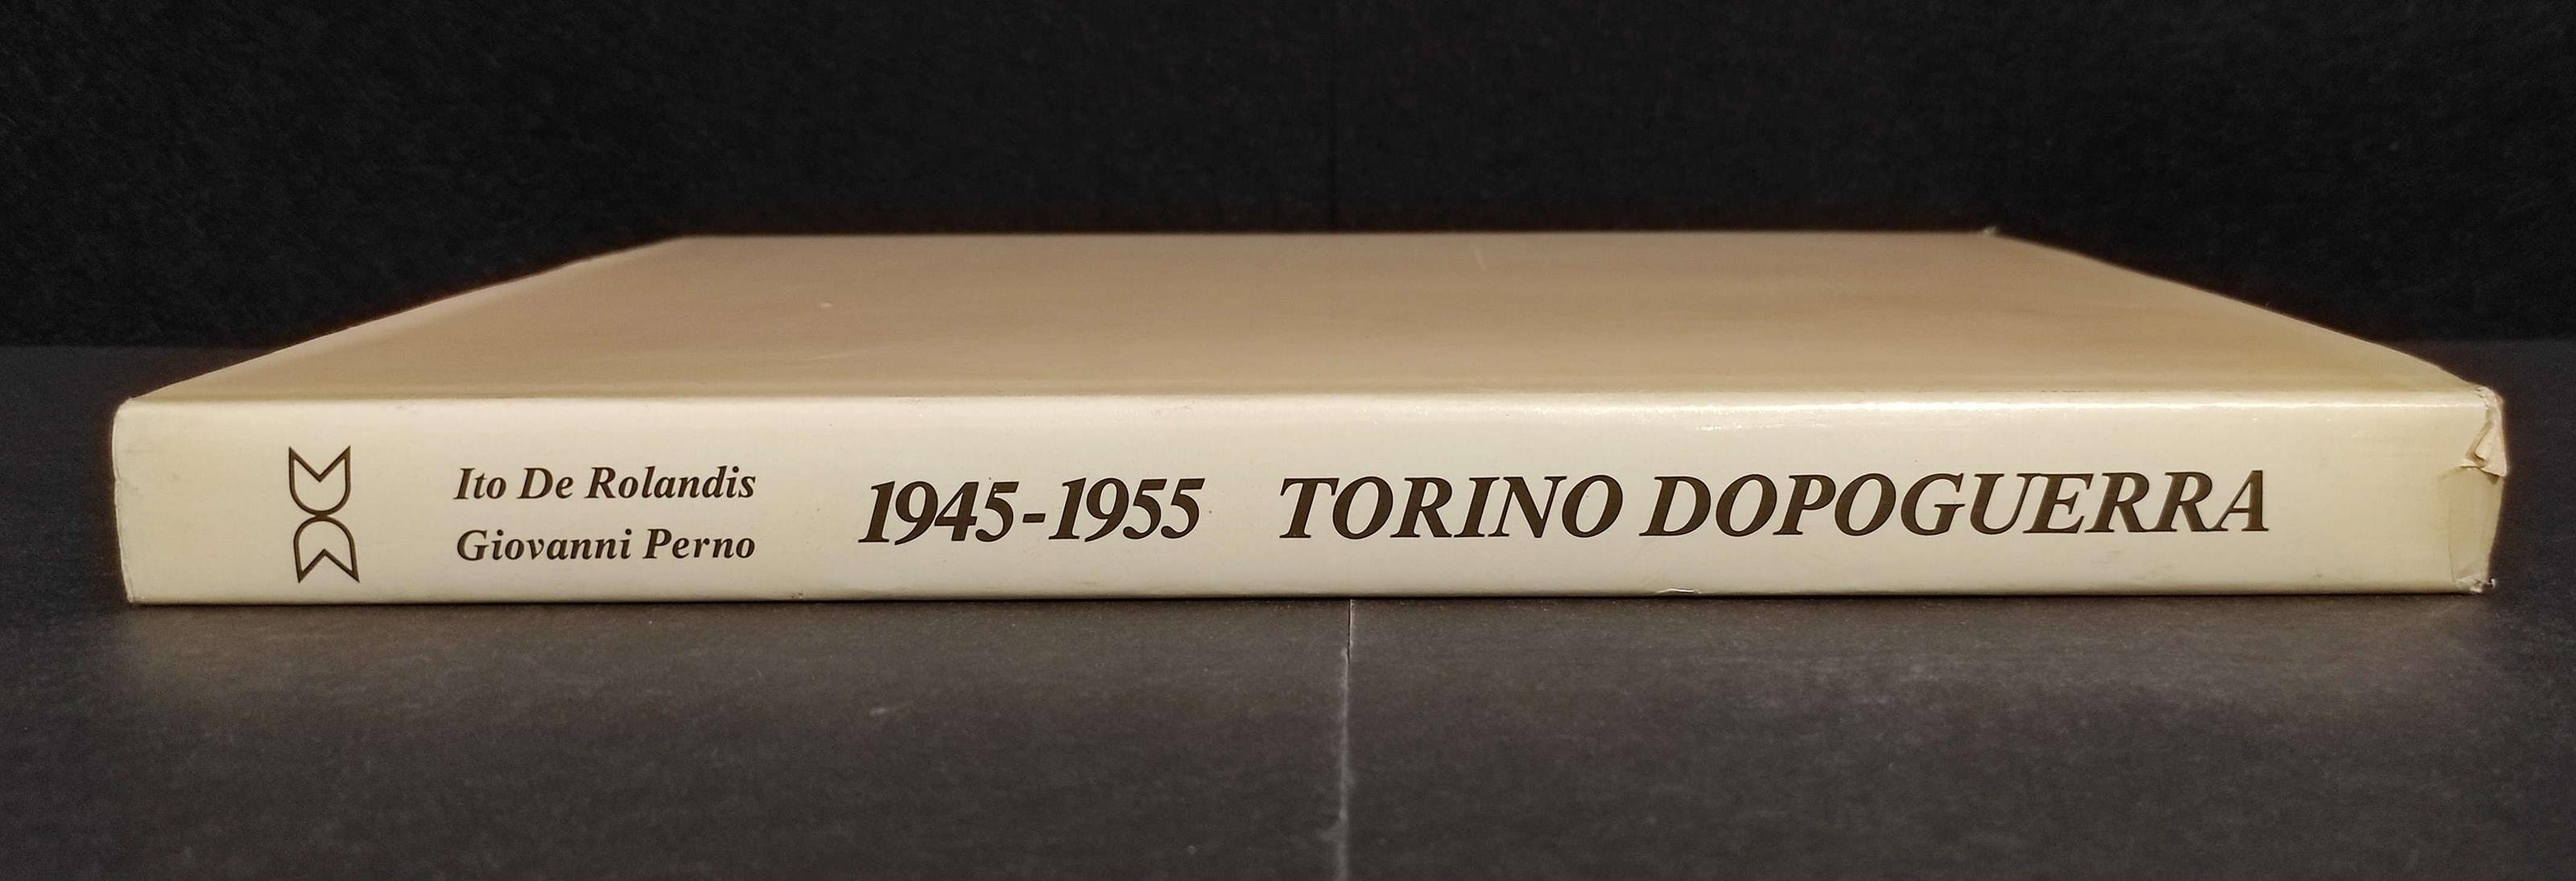 Ito De Rolandis
Giovanni Perno
1945-1955 TORINO DOPOGUERRA